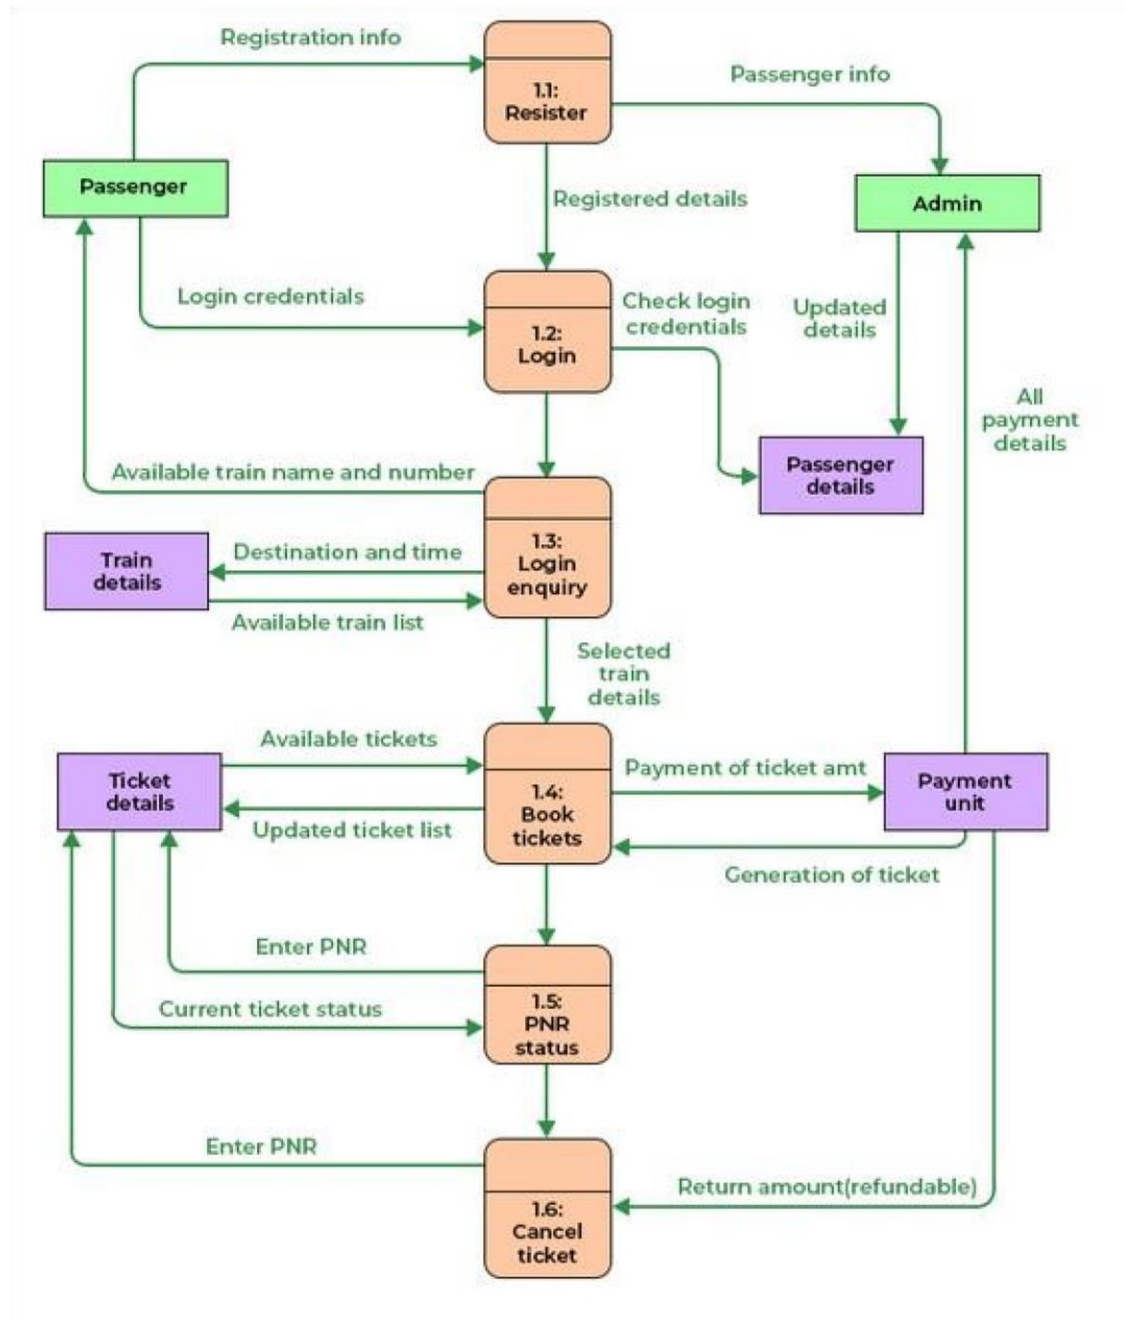 Registration info
Passenger info
1.1:
Resister
Passenger
Admin
Registered details
Login credentials
Check login
credentials
Updated
details
1.2:
Login
All
payment
details
Available train name and number
Passenger
details
Train
details
Destination and time
1.3:
Login
enquiry
Available train list
Selected
train
details
Available tickets
Ticket
details
Payment of ticket amt
Payment
unit
1.4:
Book
tickets
Updated ticket list
Generation of ticket
Enter PNR
Current ticket status
1.5:
PNR
status
Enter PNR
Return amount(refundable)
1.6:
Cancel
ticket